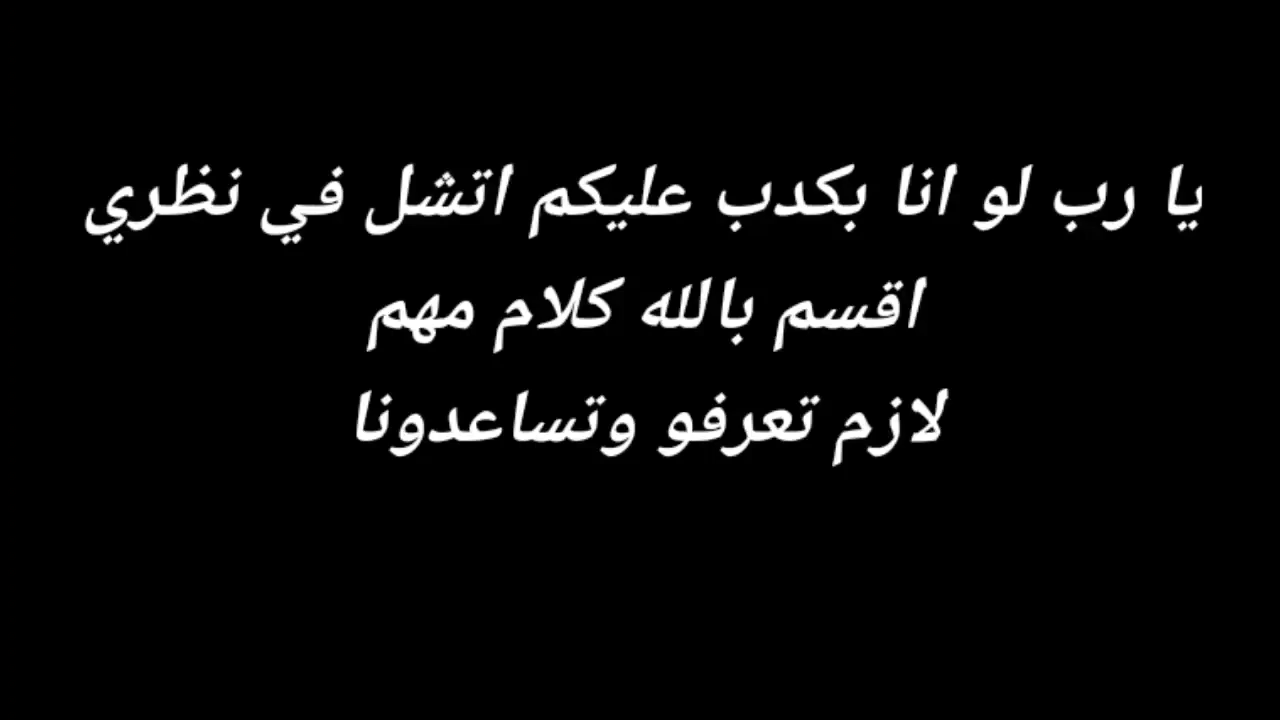 يا رب لو انا بكدب عليكم اتشل في نظري
اقسم بالله كلام مهم
لازم تعرفو وتساعدونا